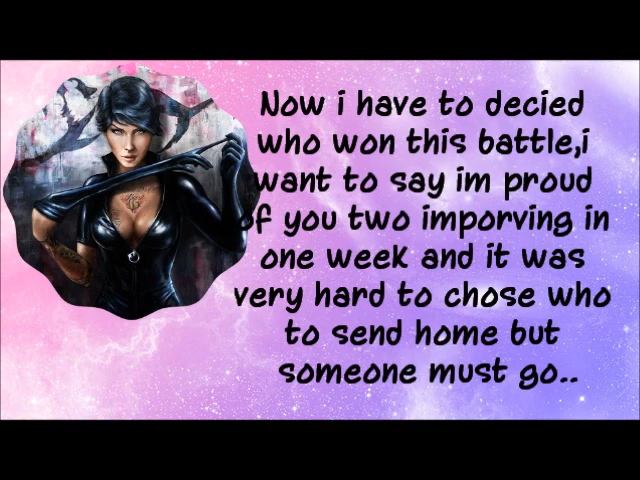 Now i have to decied
who won this battle,i
want to say im proud
of you two imporving in
one week and it was
very hard to chose who
to send home but
someone must go..